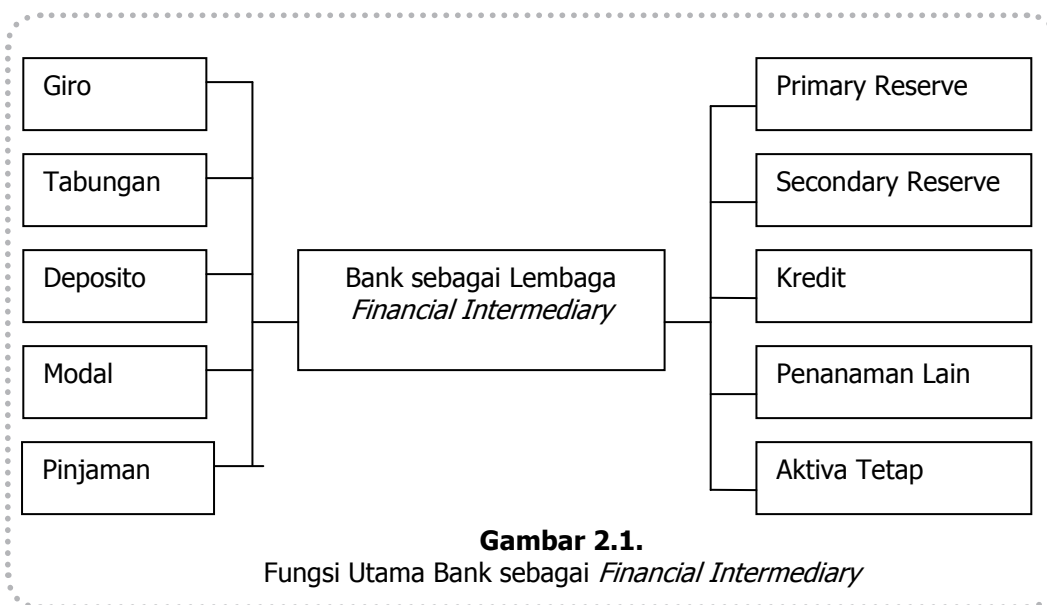 Giro
Tabungan
Deposito
Modal
Pinjaman
Bank sebagai Lembaga
Financial Intermediary
Primary Reserve
Secondary Reserve
Kredit
Penanaman Lain
Aktiva Tetap
Gambar 2.1.
Fungsi Utama Bank sebagai Financial Intermediary